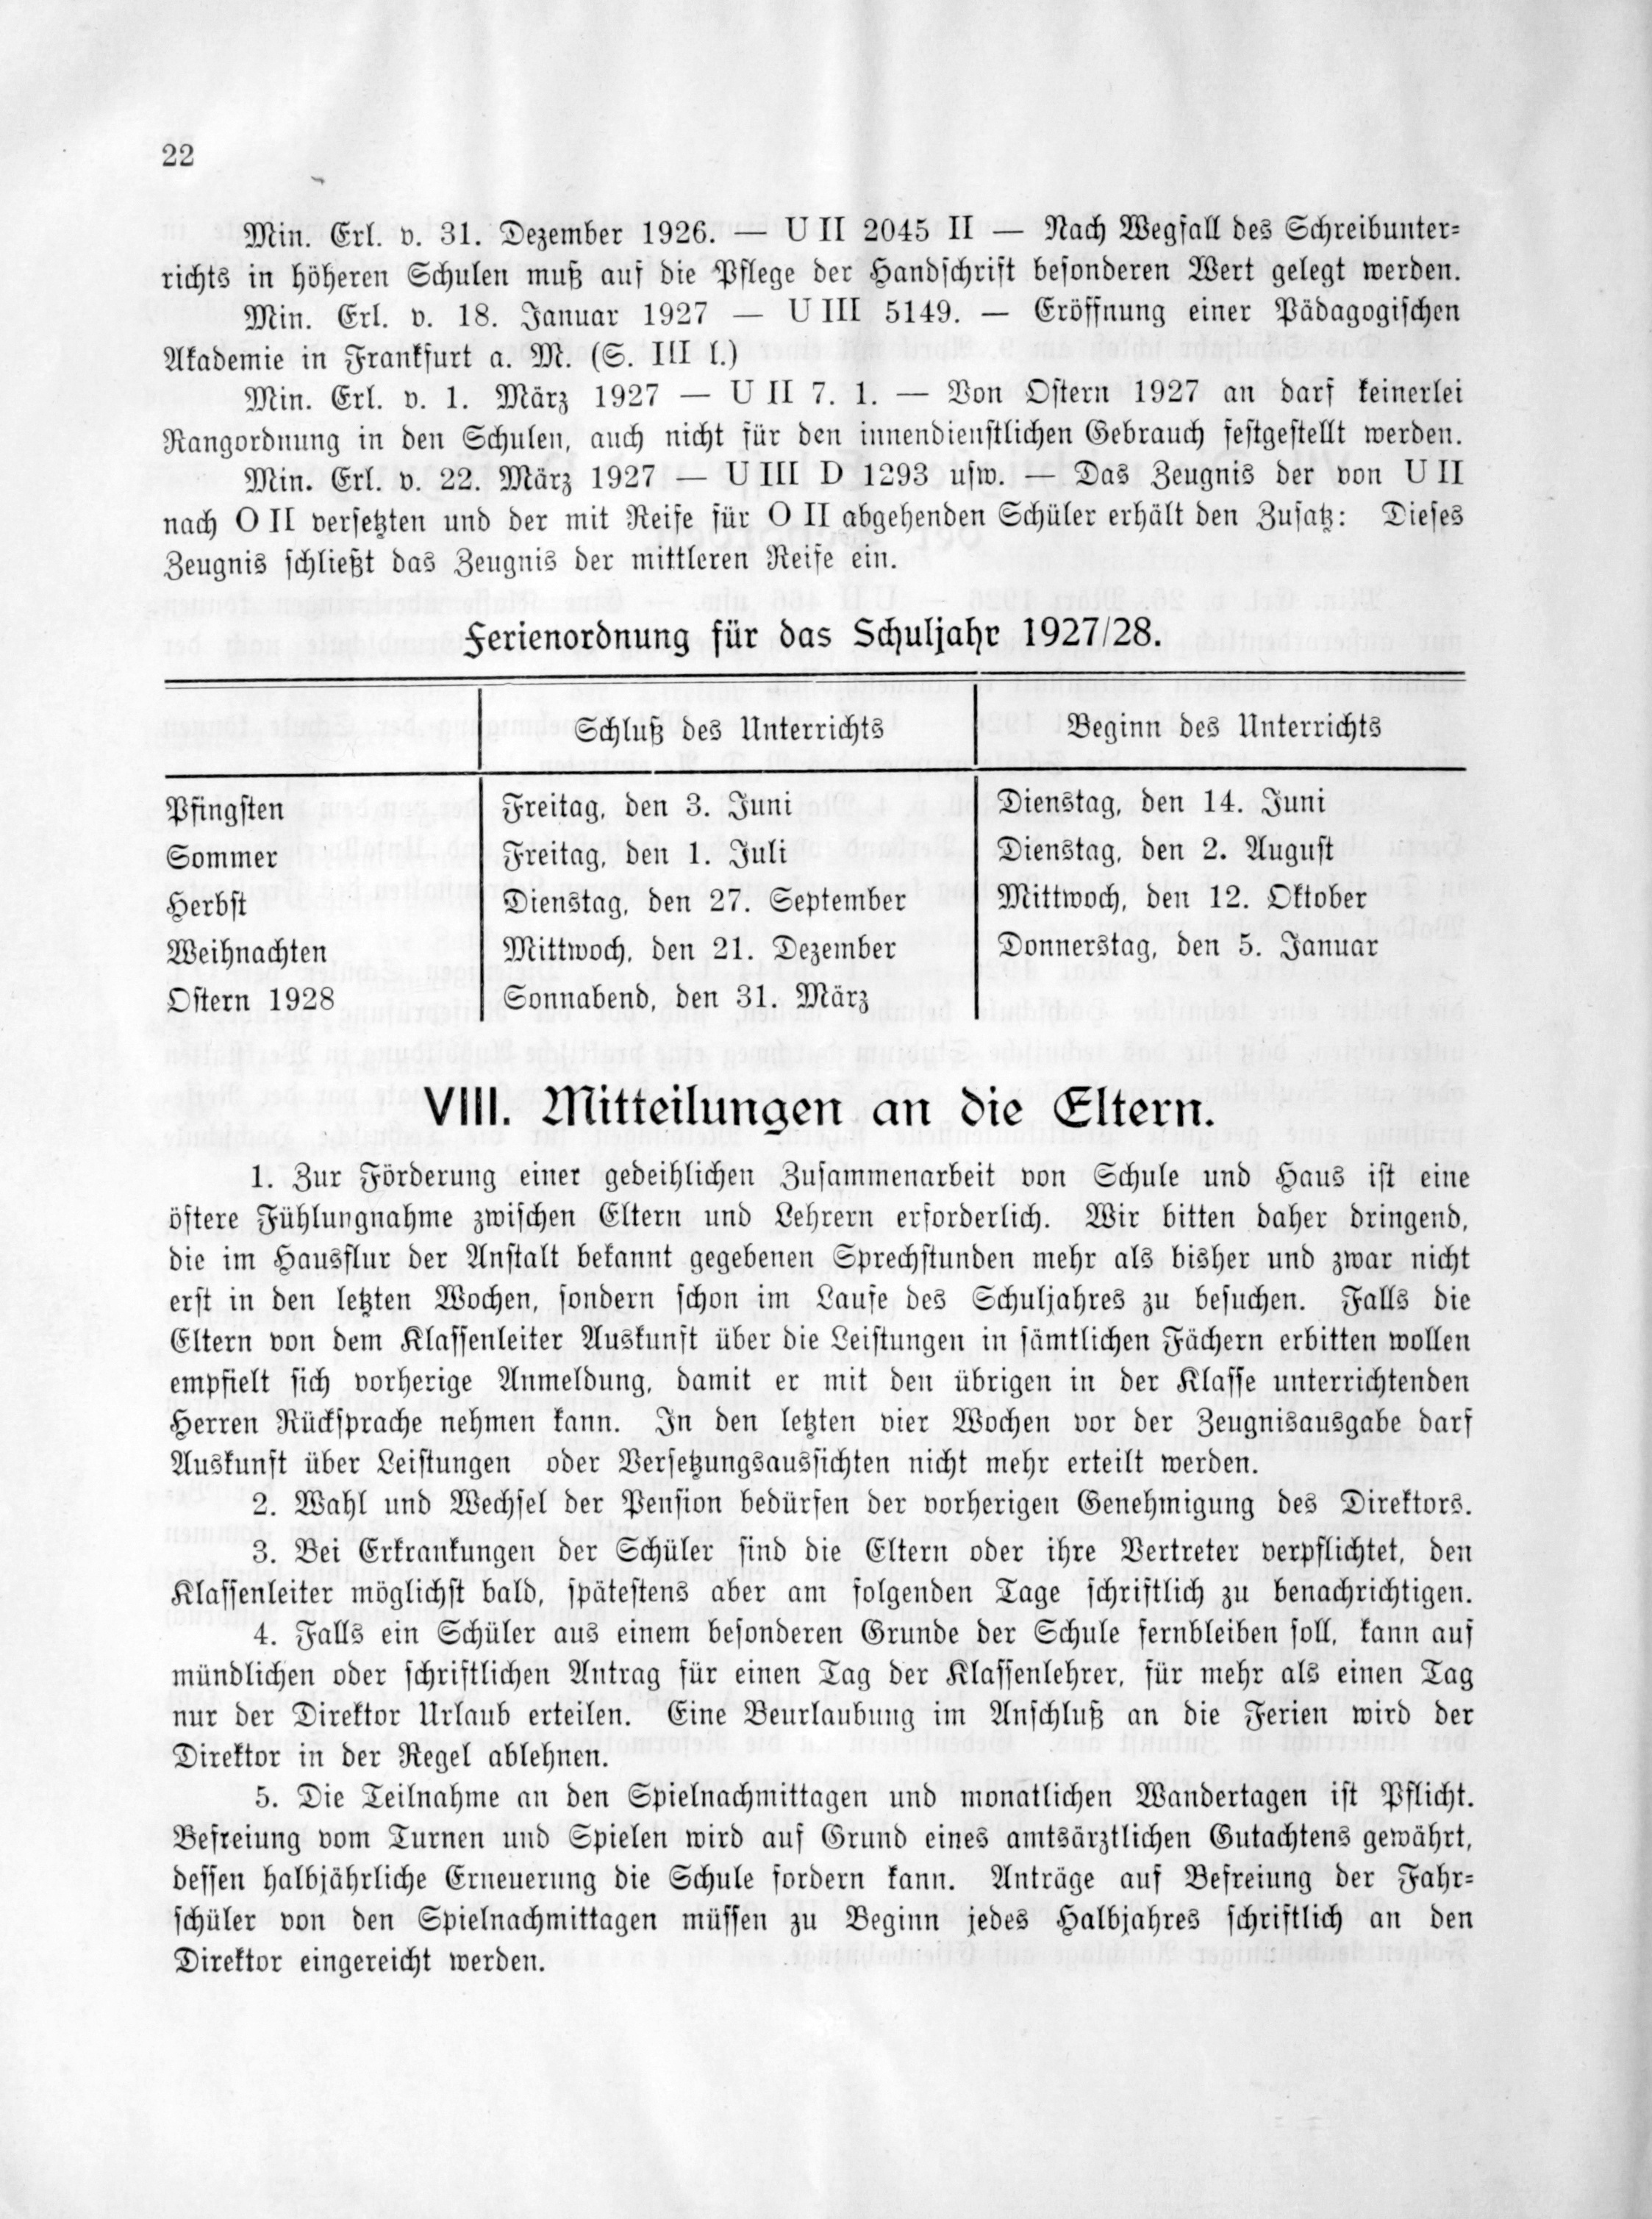 22
Min. Erl. v. 31. Dezember 1926. — U II 2045 II — Nach Wegfall des Schreibunter-
richts in höheren Schulen muß auf die Pflege der Handschrift besonderen Wert gelegt werden.
Min. Erl. v. 18. Januar 1927 — U III 5149. — Eröffnung einer Pädagogischen
Akademie in Frankfurt a. M. (S. III l.)
Min. Erl. v. 1. März 1927 — U II 7. 1. — Von Ostern 1927 an darf keinerlei
Rangordnung in den Schulen, auch nicht für den innendienstlichen Gebrauch festgestellt werden.
Min. Erl. v. 22. März 1927 — U III D 1293 usw. — Das Zeugnis der von U II
nach O II versetzten und der mit Reife für O II abgehenden Schüler erhält den Zusatz: Dieses
Zeugnis schließt das Zeugnis der mittleren Reife ein.
Ferienordnung für das Schuljahr 1927/28.
Schluß des Unterrichts Beginn des Unterrichts
Pfingsten Freitag, den 3. Juni Dienstag, den 14. Juni
Sommer Freitag, den 1. Juli Dienstag, den 2. August
Herbst Dienstag, den 27. September Mittwoch, den 12. Oktober
Weihnachten Mittwoch, den 21. Dezember Donnerstag, den 5. Januar
Ostern 1928 Sonnabend, den 31. März
VIII. Mitteilungen an die Eltern.
1. Zur Förderung einer gedeihlichen Zusammenarbeit von Schule und Haus ist eine
öftere Fühlungnahme zwischen Eltern und Lehrern erforderlich. Wir bitten daher dringend,
die im Hausflur der Anstalt bekannt gegebenen Sprechstunden mehr als bisher und zwar nicht
erst in den letzten Wochen, sondern schon im Laufe des Schuljahres zu besuchen. Falls die
Eltern von dem Klassenleiter Auskunft über die Leistungen in sämtlichen Fächern erbitten wollen
empfielt sich vorherige Anmeldung, damit er mit den übrigen in der Klasse unterrichtenden
Herren Rücksprache nehmen kann. In den letzten vier Wochen vor der Zeugnisausgabe darf
Auskunft über Leistungen oder Versetzungsaussichten nicht mehr erteilt werden.
2. Wahl und Wechsel der Pension bedürfen der vorherigen Genehmigung des Direktors.
3. Bei Erkrankungen der Schüler sind die Eltern oder ihre Vertreter verpflichtet, den
Klassenleiter möglichst bald, spätestens aber am folgenden Tage schriftlich zu benachrichtigen.
4. Falls ein Schüler aus einem besonderen Grunde der Schule fernbleiben soll, kann auf
mündlichen oder schriftlichen Antrag für einen Tag der Klassenlehrer, für mehr als einen Tag
nur der Direktor Urlaub erteilen. Eine Beurlaubung im Anschluß an die Ferien wird der
Direktor in der Regel ablehnen.
5. Die Teilnahme an den Spielnachmittagen und monatlichen Wandertagen ist Pflicht.
Befreiung vom Turnen und Spielen wird auf Grund eines amtsärztlichen Gutachtens gewährt,
dessen halbjährliche Erneuerung die Schule fordern kann. Anträge auf Befreiung der Fahr-
schüler von den Spielnachmittagen müssen zu Beginn jedes Halbjahres schriftlich an den
Direktor eingereicht werden.